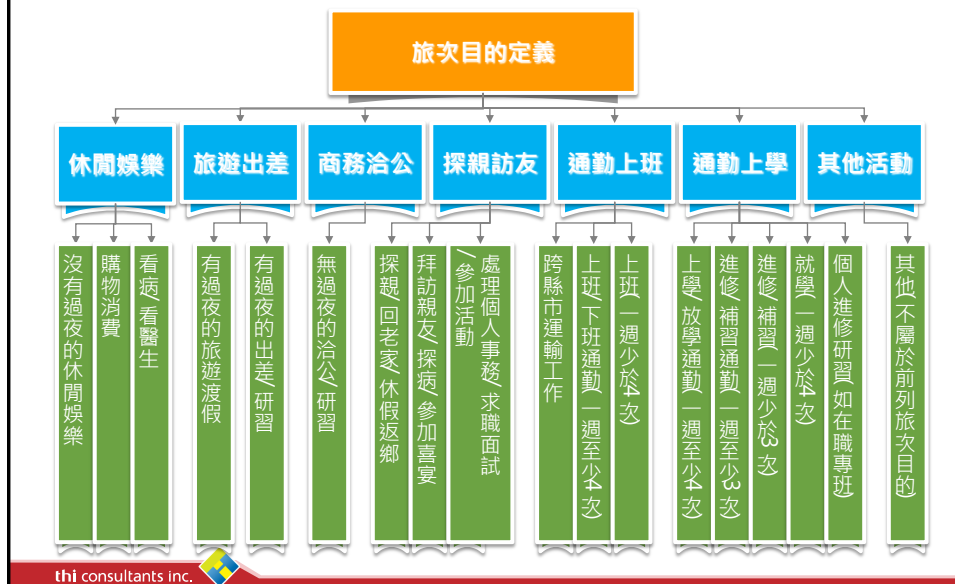 旅次目的定義
休閒娛樂
旅遊出差
商務洽公
探親訪友
通勤上班
通勤上學
其他活動
沒有過夜的休閒娛樂
購物消費
看病/看醫生
有過夜的旅遊渡假
有過夜的出差/研習
無過夜的洽公/研習
探親/回老家/休假返鄉
拜訪親友/探病/參加喜宴
處理個人事務/求職面試
/參加活動
跨縣市運輸工作
上班/下班通勤(一週至少4次)
上班(一週少於4次)
上學/放學通勤(一週至少4次)
進修/補習通勤(一週至少3次)
進修/補習(一週少於3次)
就學(一週少於4次)
個人進修研習(如在職專班)
其他(不屬於前列旅次目的)
thi consultants inc.